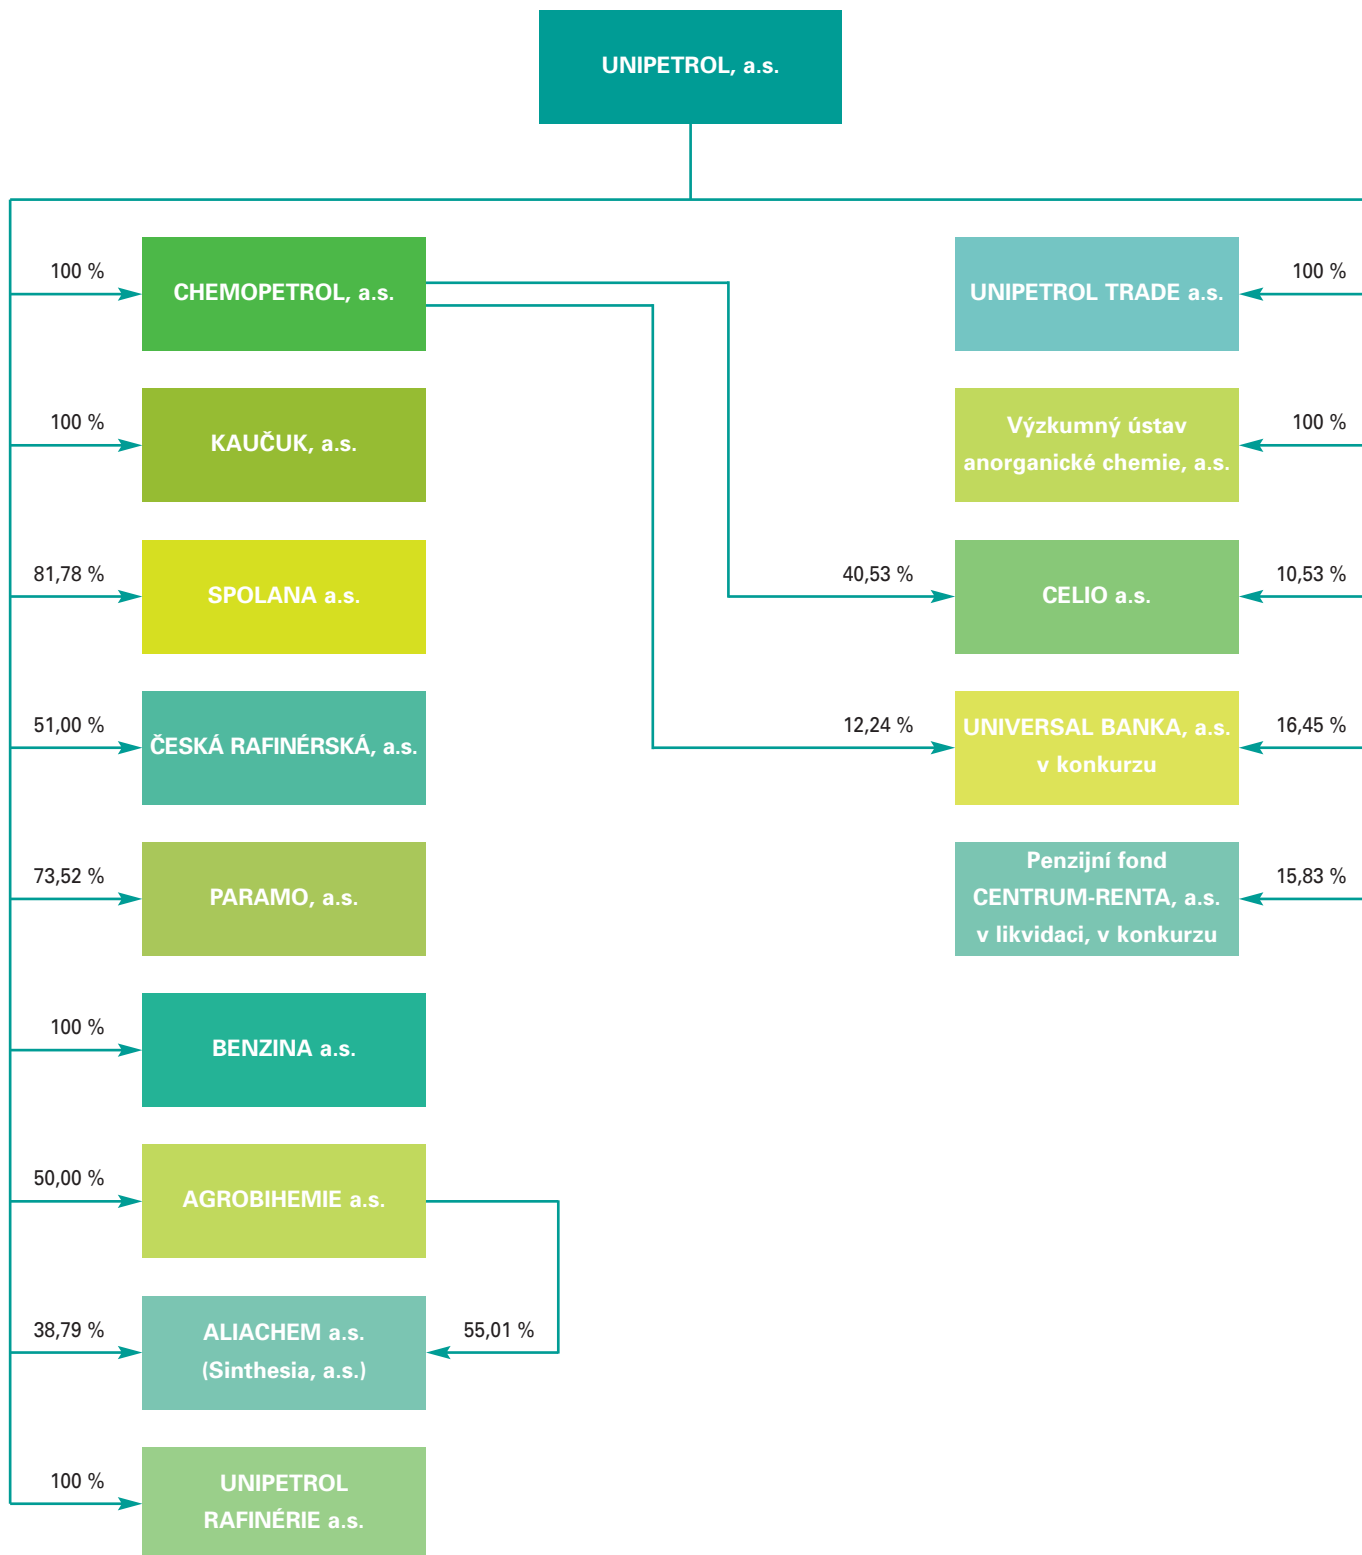 UNIPETROL, a.s.
100 %
CHEMOPETROL, a.s.
100 %
KAUČUK, a.s.
81,78 %
SPOLANA a.s.
51,00 %
ČESKÁ RAFINÉRSKÁ, a.s.
73,52 %
PARAMO, a.s.
100 %
BENZINA a.s.
50,00 %
AGROBIHEMIE a.s.
38,79 %
ALIACHEM a.s.
(Sinthesia, a.s.)
55,01 %
100 %
UNIPETROL
RAFINÉRIE a.s.
UNIPETROL TRADE a.s.
100 %
Výzkumný ústav
anorganické chemie, a.s.
100 %
40,53 %
CELIO a.s.
10,53 %
12,24 %
UNIVERSAL BANKA, a.s.
v konkurzu
16,45 %
Penzijní fond
CENTRUM-RENTA, a.s.
v likvidaci, v konkurzu
15,83 %